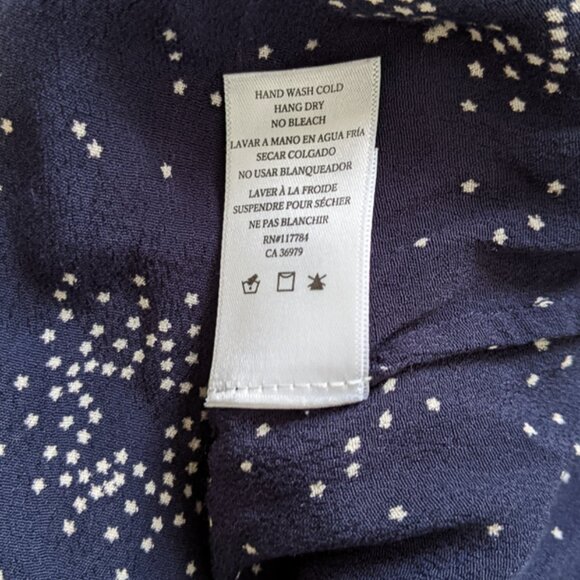 HAND WASH COLD
HANG DRY
NO BLEACH
LAVAR A MANO EN AGUA FRÍA
SECAR COLGADO
NO USAR BLANQUEADOR
LAVER À LA FROIDE
SUSPENDRE POUR SÉCHER
NE PAS BLANCHIR
RN#117784
CA 36979